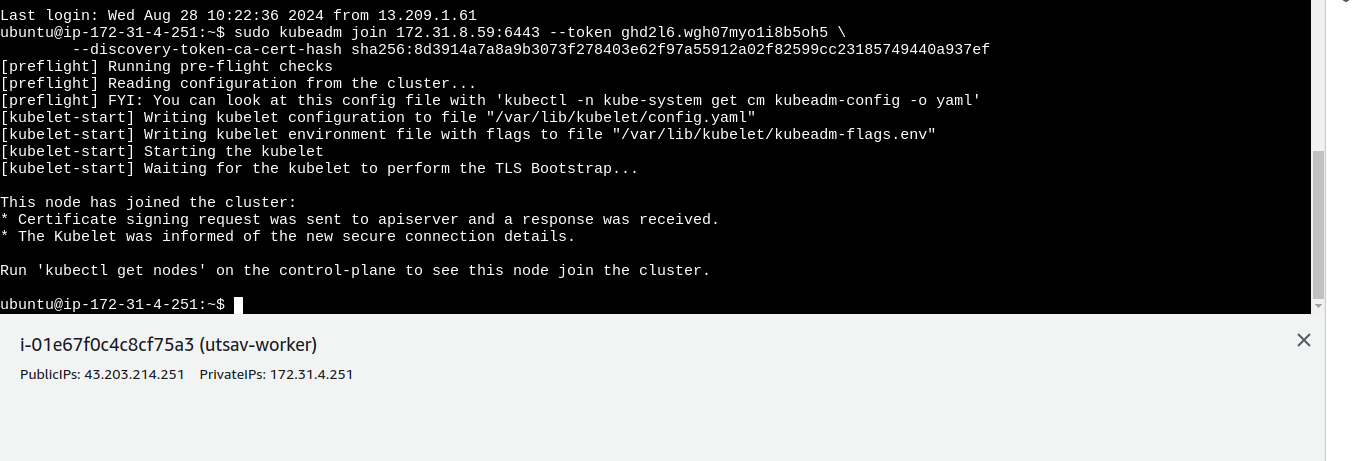 Last login: Wed Aug 28 10:22:36 2024 from 13.209.1.61
ubuntu@ip-172-31-4-251:~$ sudo kubeadm join 172.31.8.59:6443 --token ghd2l6.wgh07myo1i8b5oh5 \
        --discovery-token-ca-cert-hash sha256:8d3914a7a8a9b3073f278403e62f97a55912a02f82599cc23185749440a937ef
[preflight] Running pre-flight checks
[preflight] Reading configuration from the cluster...
[preflight] FYI: You can look at this config file with 'kubectl -n kube-system get cm kubeadm-config -o yaml'
[kubelet-start] Writing kubelet configuration to file "/var/lib/kubelet/config.yaml"
[kubelet-start] Writing kubelet environment file with flags to file "/var/lib/kubelet/kubeadm-flags.env"
[kubelet-start] Starting the kubelet
[kubelet-start] Waiting for the kubelet to perform the TLS Bootstrap...
This node has joined the cluster:
* Certificate signing request was sent to apiserver and a response was received.
* The Kubelet was informed of the new secure connection details.
Run 'kubectl get nodes' on the control-plane to see this node join the cluster.
ubuntu@ip-172-31-4-251:~$
i-01e67f0c4c8cf75a3 (utsav-worker)
PublicIPs: 43.203.214.251 PrivateIPs: 172.31.4.251